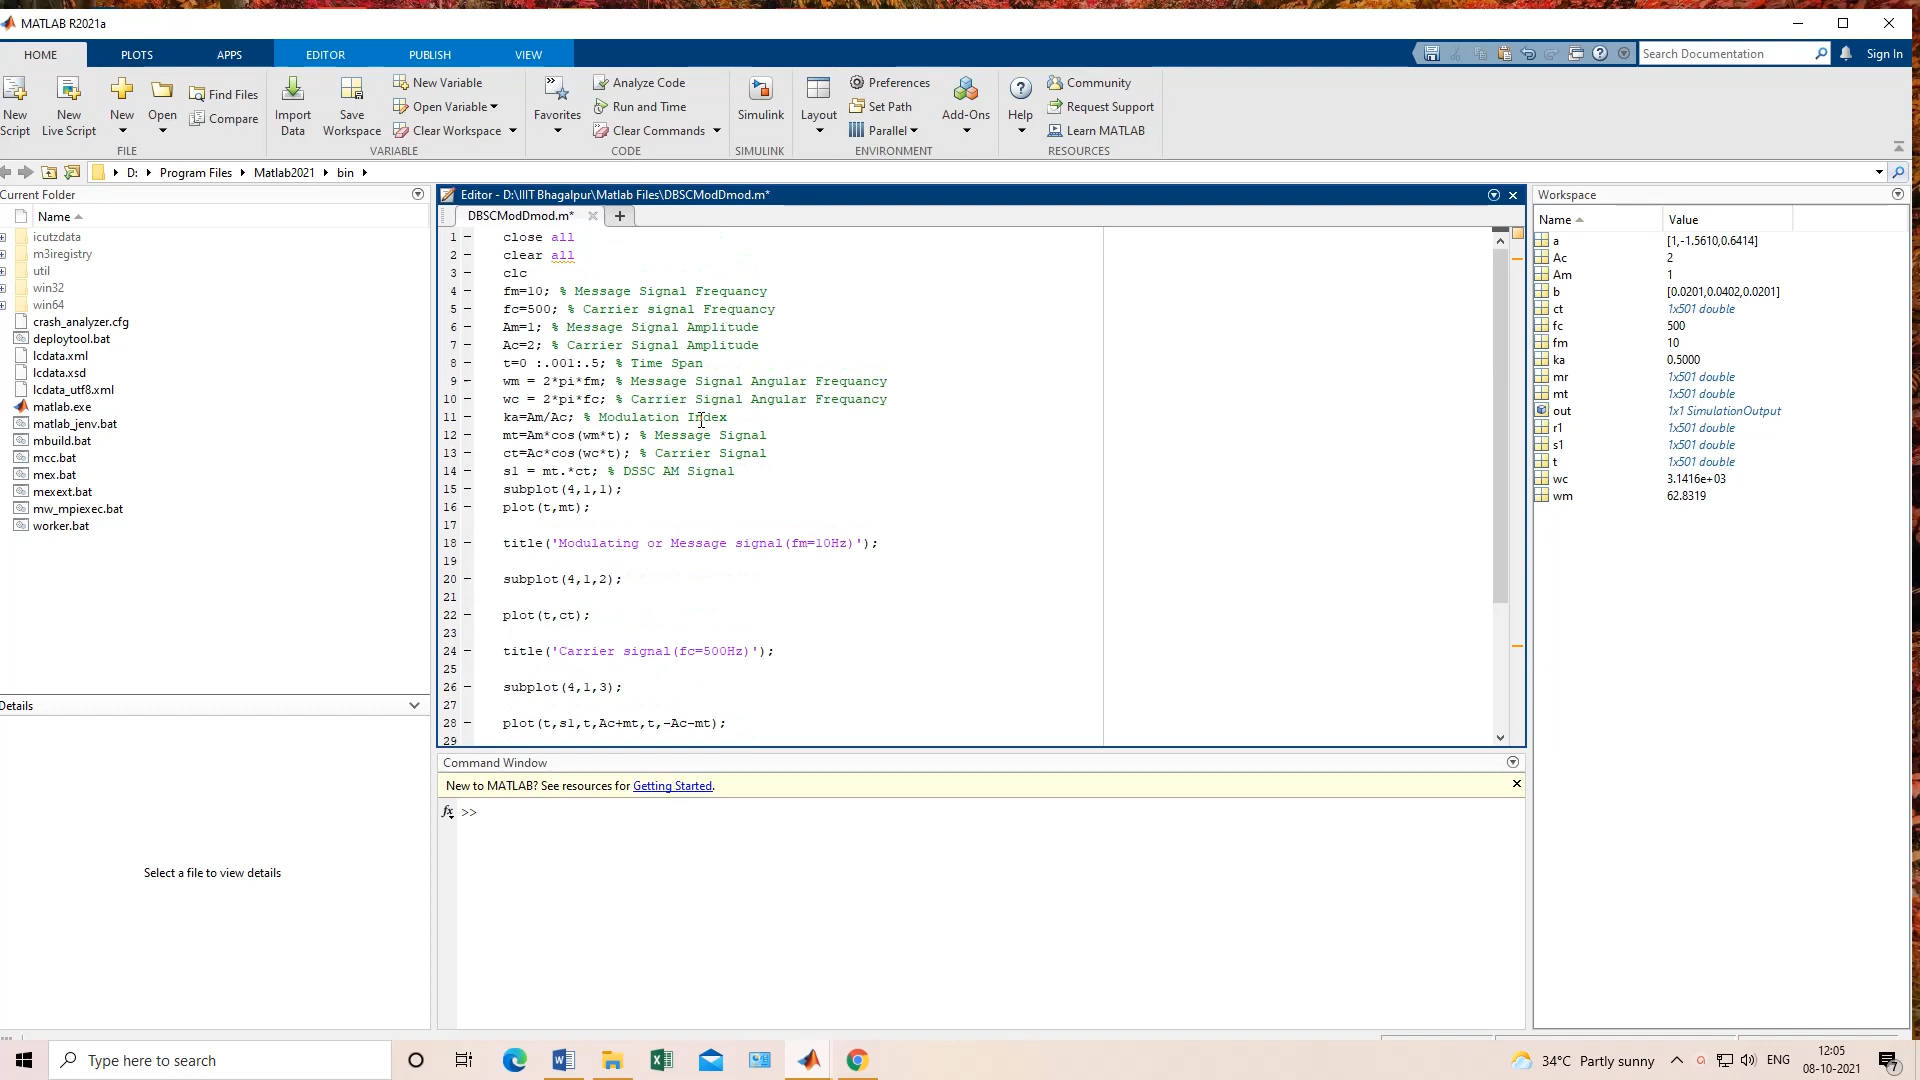 MATLAB R2021a
HOME PLOTS APPS EDITOR PUBLISH VIEW
Search Documentation
Sign In
New Script
New Live Script
New
Open
Find Files
Compare
FILE
Import Data
Save Workspace
New Variable
Open Variable
Clear Workspace
VARIABLE
Favorites
Analyze Code
Run and Time
Clear Commands
CODE
Simulink
SIMULINK
Layout
Preferences
Set Path
Parallel
Add-Ons
ENVIRONMENT
Help
Community
Request Support
Learn MATLAB
RESOURCES
D: Program Files Matlab2021 bin
Current Folder
Name
icutzdata
m3iregistry
util
win32
win64
crash_analyzer.cfg
deploytool.bat
lcdata.xml
lcdata.xsd
lcdata_utf8.xml
matlab.exe
matlab_jenv.bat
mbuild.bat
mcc.bat
mex.bat
mexext.bat
mw_mpiexec.bat
worker.bat
Details
Select a file to view details
Editor - D:\IIIT Bhagalpur\Matlab Files\DBSCModDmod.m*
DBSCModDmod.m*
1 close all
2 clear all
3 clc
4 fm=10; % Message Signal Frequancy
5 fc=500; % Carrier signal Frequancy
6 Am=1; % Message Signal Amplitude
7 Ac=2; % Carrier Signal Amplitude
8 t=0 :.001:.5; % Time Span
9 wm = 2*pi*fm; % Message Signal Angular Frequancy
10 wc = 2*pi*fc; % Carrier Signal Angular Frequancy
11 ka=Am/Ac; % Modulation Index
12 mt=Am*cos(wm*t); % Message Signal
13 ct=Ac*cos(wc*t); % Carrier Signal
14 s1 = mt.*ct; % DSSC AM Signal
15 subplot(4,1,1);
16 plot(t,mt);
17
18 title('Modulating or Message signal(fm=10Hz)');
19
20 subplot(4,1,2);
21
22 plot(t,ct);
23
24 title('Carrier signal(fc=500Hz)');
25
26 subplot(4,1,3);
27
28 plot(t,s1,t,Ac+mt,t,-Ac-mt);
29
Command Window
New to MATLAB? See resources for Getting Started.
fx >>
Workspace
Name Value
a [1,-1.5610,0.6414]
Ac 2
Am 1
b [0.0201,0.0402,0.0201]
ct 1x501 double
fc 500
fm 10
ka 0.5000
mr 1x501 double
mt 1x501 double
out 1x1 SimulationOutput
r1 1x501 double
s1 1x501 double
t 1x501 double
wc 3.1416e+03
wm 62.8319
Type here to search
34°C Partly sunny
ENG
12:05
08-10-2021
7